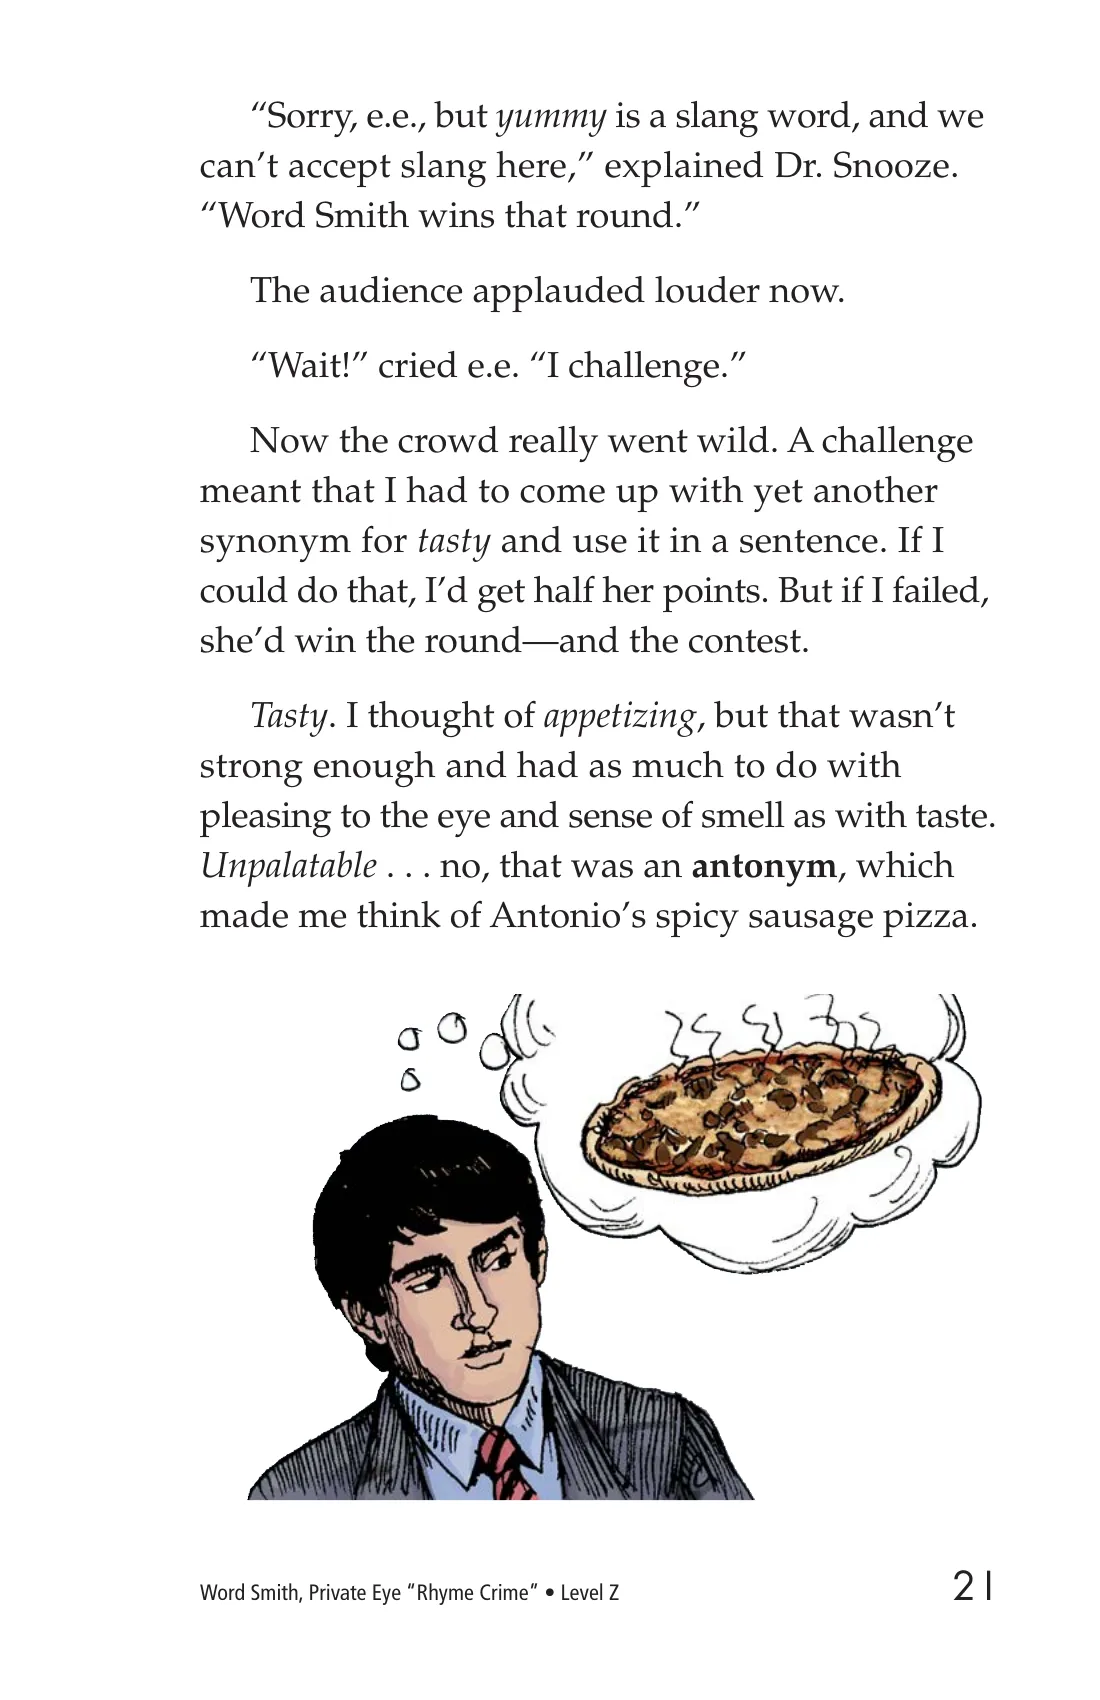 “Sorry, e.e., but yummy is a slang word, and we
can’t accept slang here,” explained Dr. Snooze.
“Word Smith wins that round.”
The audience applauded louder now.
“Wait!” cried e.e. “I challenge.”
Now the crowd really went wild. A challenge
meant that I had to come up with yet another
synonym for tasty and use it in a sentence. If I
could do that, I’d get half her points. But if I failed,
she’d win the round—and the contest.
Tasty. I thought of appetizing, but that wasn’t
strong enough and had as much to do with
pleasing to the eye and sense of smell as with taste.
Unpalatable . . . no, that was an antonym, which
made me think of Antonio’s spicy sausage pizza.
Word Smith, Private Eye “Rhyme Crime” • Level Z 21